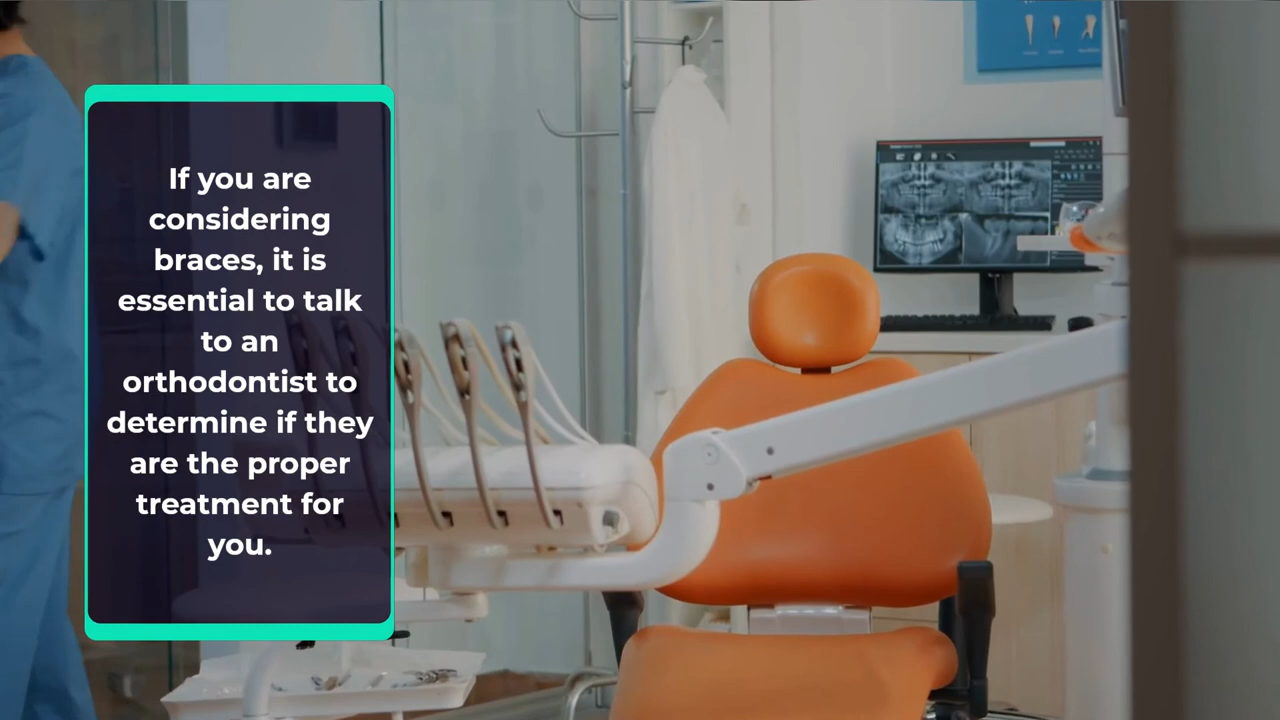 If you are
considering
braces, it is
essential to talk
to an
orthodontist to
determine if they
are the proper
treatment for
you.